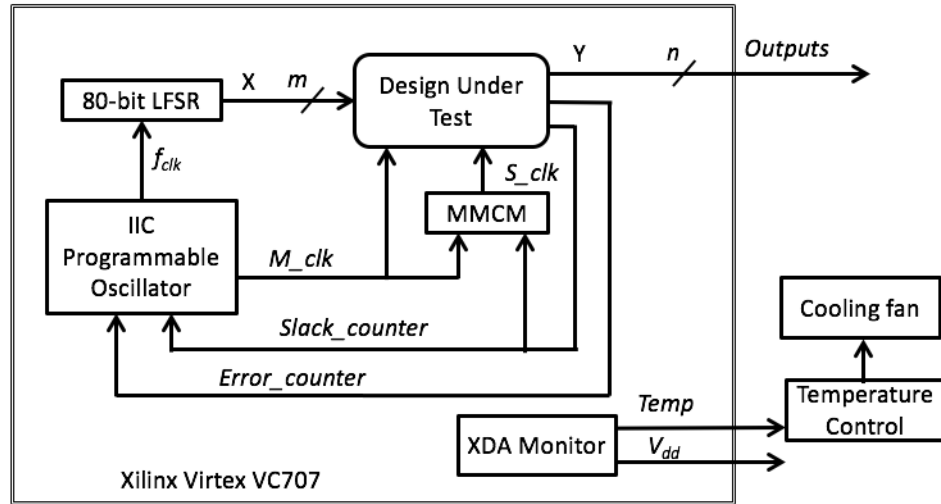 X m
Y n Outputs
80-bit LFSR
Design Under
Test
f_clk
S_clk
MMCM
IIC
Programmable
Oscillator
M_clk
Slack_counter
Error_counter
Cooling fan
Temp
Temperature
Control
XDA Monitor
V_dd
Xilinx Virtex VC707